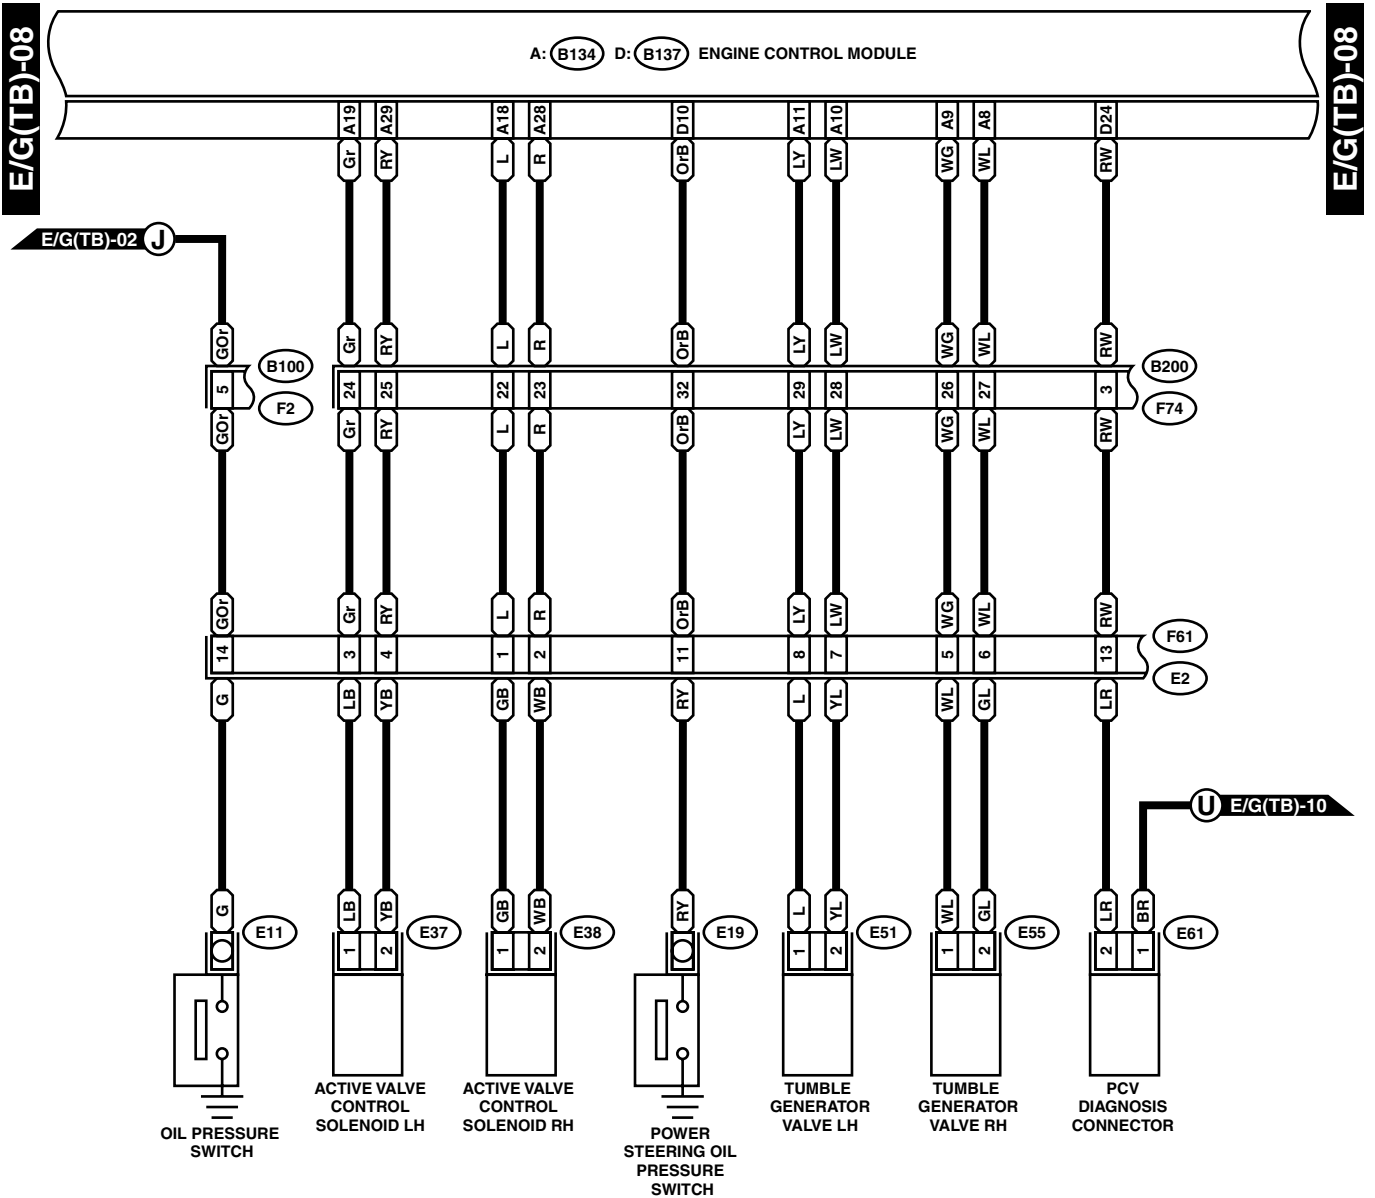 E/G(TB)-08
E/G(TB)-08
A: B134 D: B137 ENGINE CONTROL MODULE
A19 A29 A18 A28 D10 A11 A10 A9 A8 D24
Gr RY L R OrB LY LW WG WL RW
E/G(TB)-02 J
GOr Gr RY L R OrB LY LW WG WL RW
B100 B200
5 24 25 22 23 32 29 28 26 27 3
F2 F74
GOr Gr RY L R OrB LY LW WG WL RW
GOr Gr RY L R OrB LY LW WG WL RW
F61
14 3 4 1 2 11 8 7 5 6 13
E2
G LB YB GB WB RY L YL WL GL LR
U E/G(TB)-10
G LB YB GB WB RY L YL WL GL LR BR
E11 E37 E38 E19 E51 E55 E61
1 2 1 2 1 2 1 2 2 1
ACTIVE VALVE
CONTROL
SOLENOID LH
ACTIVE VALVE
CONTROL
SOLENOID RH
TUMBLE
GENERATOR
VALVE LH
TUMBLE
GENERATOR
VALVE RH
PCV
DIAGNOSIS
CONNECTOR
OIL PRESSURE
SWITCH
POWER
STEERING OIL
PRESSURE
SWITCH